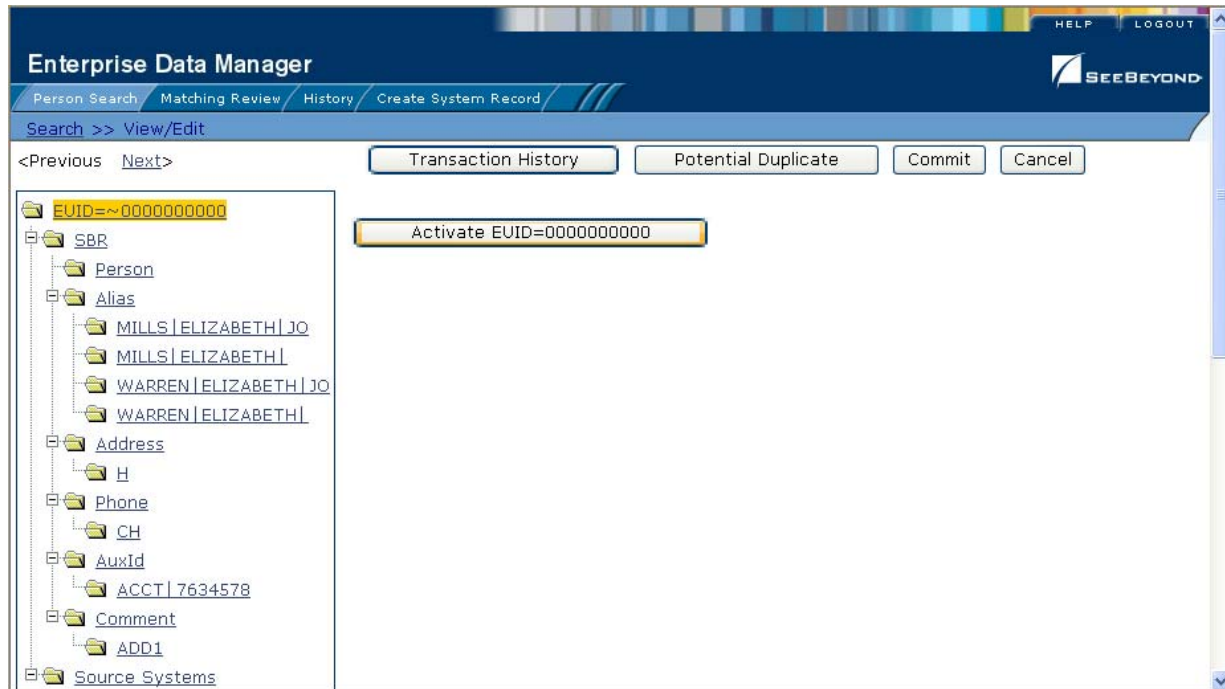 HELP LOGOUT
Enterprise Data Manager
SEEBEYOND
Person Search Matching Review History Create System Record
Search >> View/Edit
<Previous Next> Transaction History Potential Duplicate Commit Cancel
EUID=~0000000000
Activate EUID=0000000000
SBR
Person
Alias
MILLS|ELIZABETH|JO
MILLS|ELIZABETH|
WARREN|ELIZABETH|JO
WARREN|ELIZABETH|
Address
H
Phone
CH
AuxId
ACCT|7634578
Comment
ADD1
Source Systems